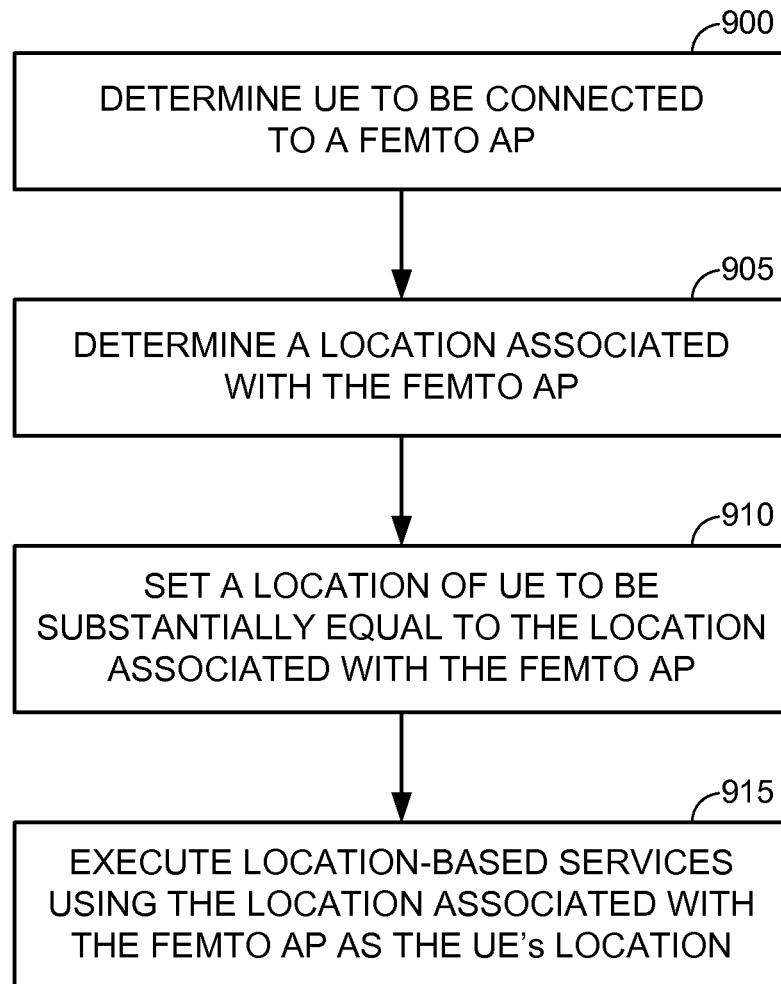 900
DETERMINE UE TO BE CONNECTED
TO A FEMTO AP
905
DETERMINE A LOCATION ASSOCIATED
WITH THE FEMTO AP
910
SET A LOCATION OF UE TO BE
SUBSTANTIALLY EQUAL TO THE LOCATION
ASSOCIATED WITH THE FEMTO AP
915
EXECUTE LOCATION-BASED SERVICES
USING THE LOCATION ASSOCIATED WITH
THE FEMTO AP AS THE UE's LOCATION